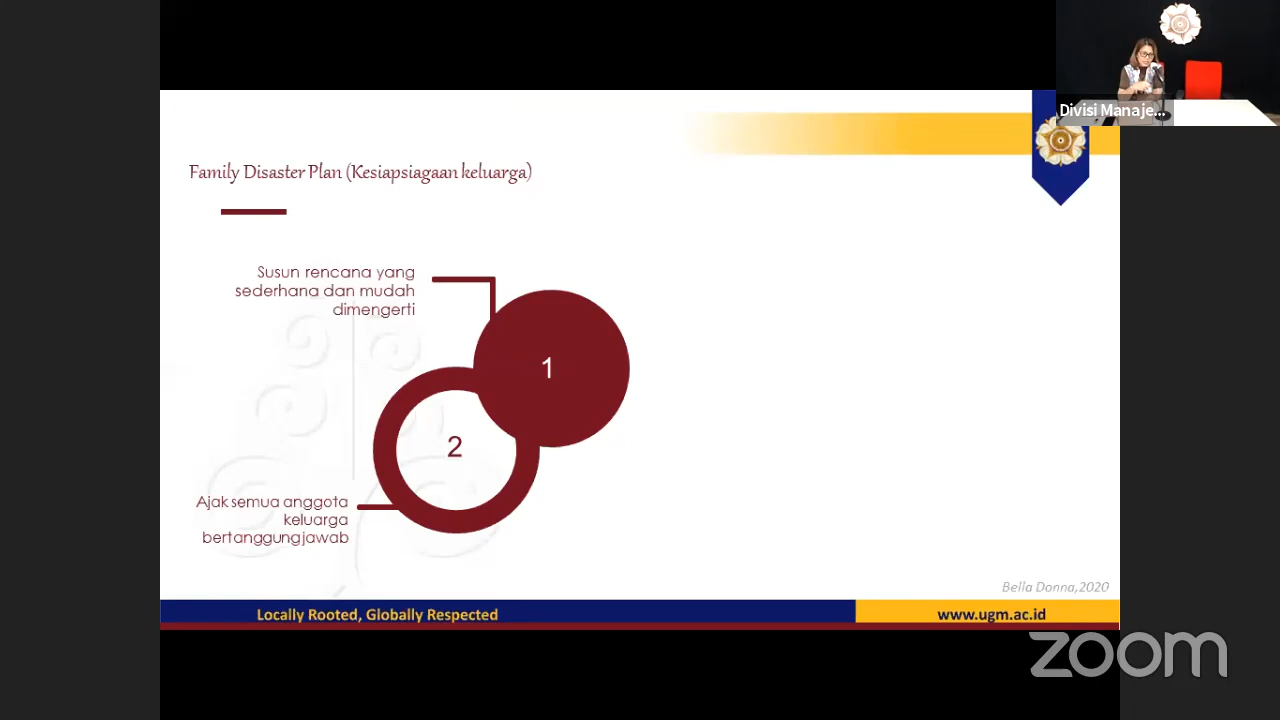 Divisi Manaje...
Family Disaster Plan (Kesiapsiagaan keluarga)
Susun rencana yang
sederhana dan mudah
dimengerti
1
2
Ajak semua anggota
keluarga
bertanggungjawab
Bella Donna,2020
Locally Rooted, Globally Respected
www.ugm.ac.id
zoom